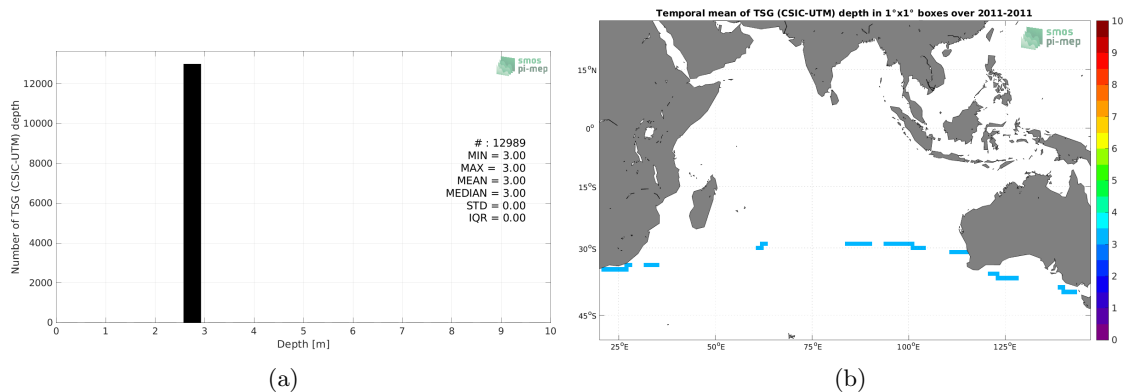 smos
pi-mep
Number of TSG (CSIC-UTM) depth
12000
10000
8000
6000
4000
2000
0
# : 12989
MIN = 3.00
MAX = 3.00
MEAN = 3.00
MEDIAN = 3.00
STD = 0.00
IQR = 0.00
0 1 2 3 4 5 6 7 8 9 10
Depth [m]
(a)
Temporal mean of TSG (CSIC-UTM) depth in 1°x1° boxes over 2011-2011
smos
pi-mep
15°N
0°
15°S
30°S
45°S
25°E 50°E 75°E 100°E 125°E
10
9
8
7
6
5
4
3
2
1
0
(b)